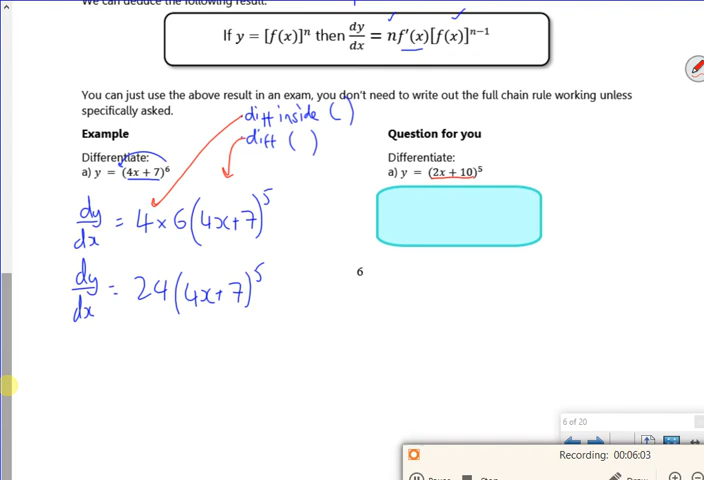 If y = [f(x)]ⁿ then dy/dx = nf′(x)[f(x)]ⁿ⁻¹
You can just use the above result in an exam, you don't need to write out the full chain rule working unless
specifically asked.
diff inside ( )
diff ( )
Example
Differentiate:
a) y = (4x + 7)⁶
dy/dx = 4 × 6(4x+7)⁵
dy/dx = 24(4x+7)⁵
Question for you
Differentiate:
a) y = (2x + 10)⁵
6
6 of 20
Recording: 00:06:03